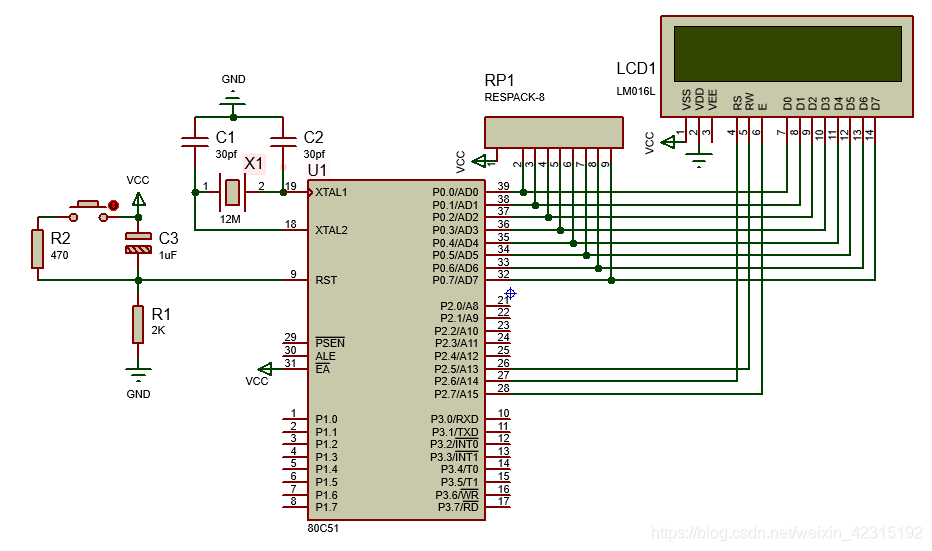 LCD1
LM016L
VSS
VDD
VEE
RS
RW
E
D0
D1
D2
D3
D4
D5
D6
D7
1
2
3
4
5
6
7
8
9
10
11
12
13
14
VCC
RP1
RESPACK-8
VCC
1
2
3
4
5
6
7
8
9
GND
C1
30pf
C2
30pf
X1
1
2
12M
VCC
R2
470
C3
1uF
R1
2K
GND
VCC
U1
19
XTAL1
18
XTAL2
9
RST
29
PSEN
30
ALE
31
EA
1
P1.0
2
P1.1
3
P1.2
4
P1.3
5
P1.4
6
P1.5
7
P1.6
8
P1.7
P0.0/AD0
39
P0.1/AD1
38
P0.2/AD2
37
P0.3/AD3
36
P0.4/AD4
35
P0.5/AD5
34
P0.6/AD6
33
P0.7/AD7
32
P2.0/A8
21
P2.1/A9
22
P2.2/A10
23
P2.3/A11
24
P2.4/A12
25
P2.5/A13
26
P2.6/A14
27
P2.7/A15
28
P3.0/RXD
10
P3.1/TXD
11
P3.2/INT0
12
P3.3/INT1
13
P3.4/T0
14
P3.5/T1
15
P3.6/WR
16
P3.7/RD
17
80C51
https://blog.csdn.net/weixin_42315192